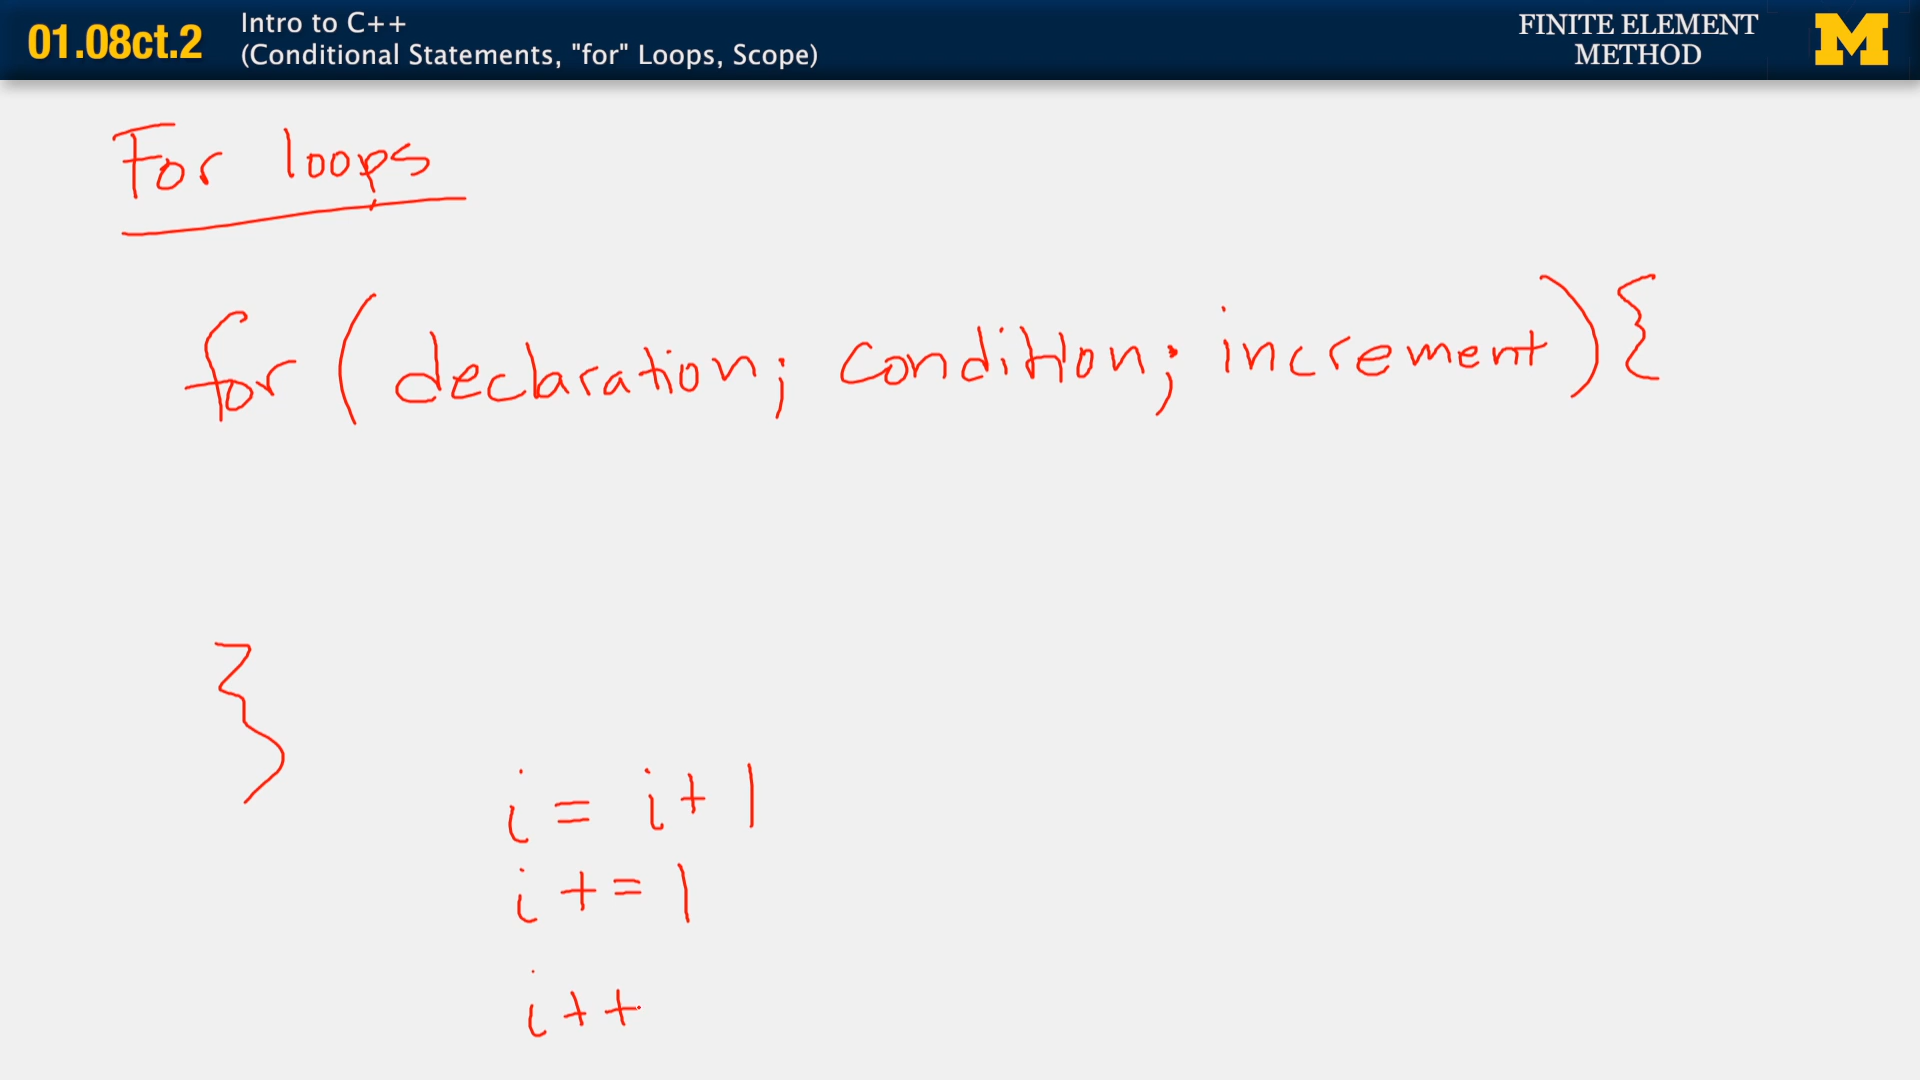 01.08ct.2
Intro to C++
(Conditional Statements, "for" Loops, Scope)
FINITE ELEMENT
METHOD
M
For loops
for (declaration; condition; increment) {
}
i = i + 1
i += 1
i++